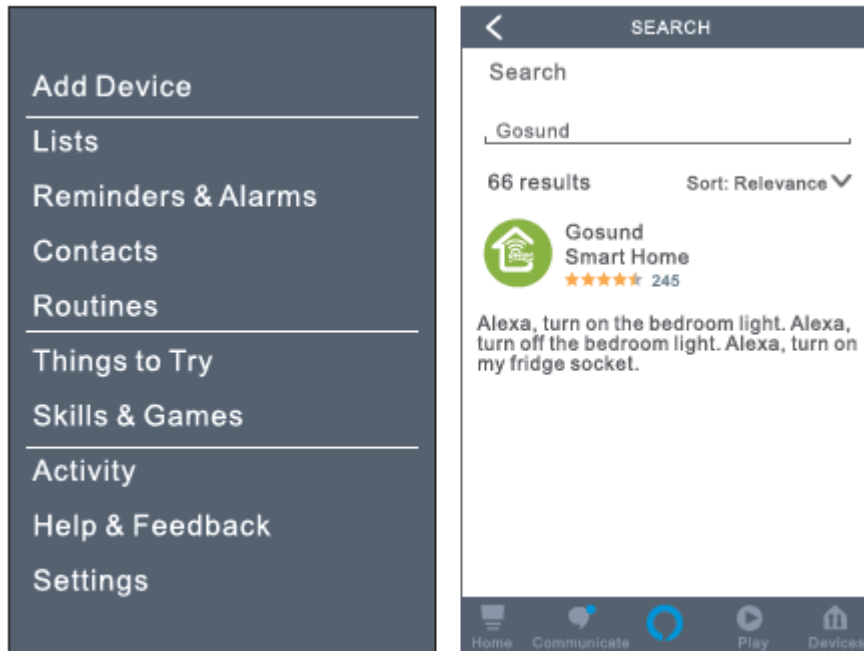 Add Device
Lists
Reminders & Alarms
Contacts
Routines
Things to Try
Skills & Games
Activity
Help & Feedback
Settings
SEARCH
Search
Gosund
66 results
Sort: Relevance
Gosund
Smart Home
245
Alexa, turn on the bedroom light. Alexa,
turn off the bedroom light. Alexa, turn on
my fridge socket.
Home
Communicate
Play
Devices